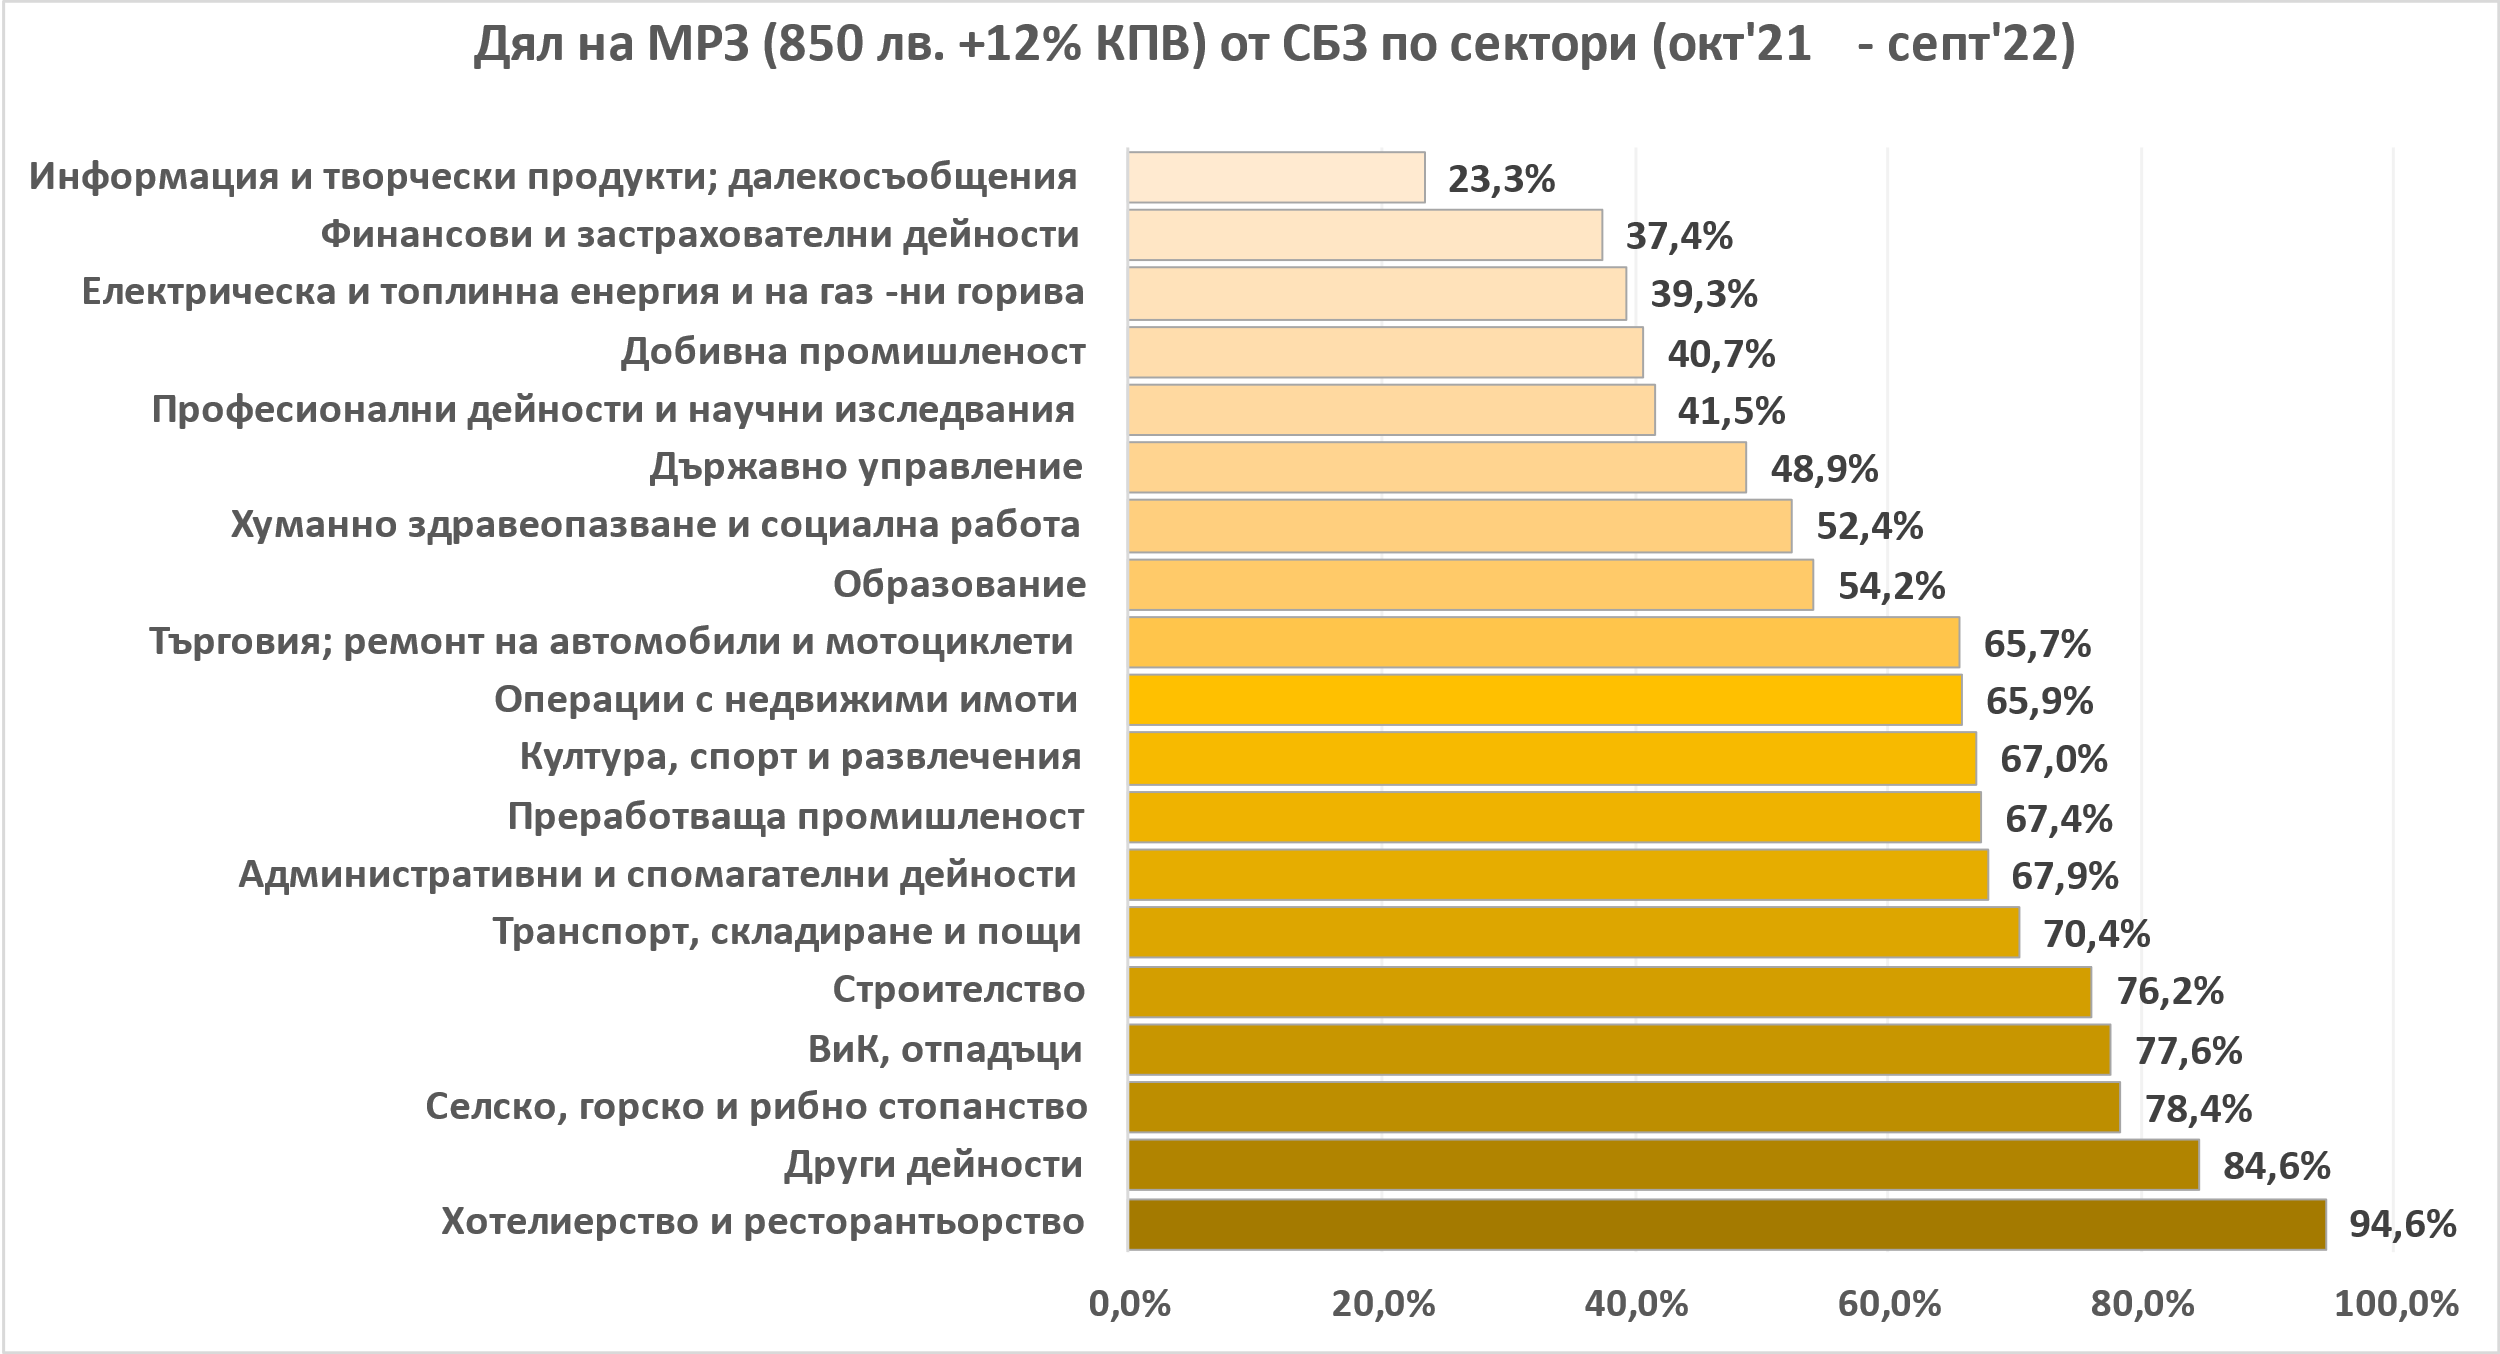 Дял на МРЗ (850 лв. +12% КПВ) от СБЗ по сектори (окт'21 - септ'22)
Информация и творчески продукти; далекосъобщения 23,3%
Финансови и застрахователни дейности 37,4%
Електрическа и топлинна енергия и на газ -ни горива 39,3%
Добивна промишленост 40,7%
Професионални дейности и научни изследвания 41,5%
Държавно управление 48,9%
Хуманно здравеопазване и социална работа 52,4%
Образование 54,2%
Търговия; ремонт на автомобили и мотоциклети 65,7%
Операции с недвижими имоти 65,9%
Култура, спорт и развлечения 67,0%
Преработваща промишленост 67,4%
Административни и спомагателни дейности 67,9%
Транспорт, складиране и пощи 70,4%
Строителство 76,2%
ВиК, отпадъци 77,6%
Селско, горско и рибно стопанство 78,4%
Други дейности 84,6%
Хотелиерство и ресторантьорство 94,6%
0,0% 20,0% 40,0% 60,0% 80,0% 100,0%